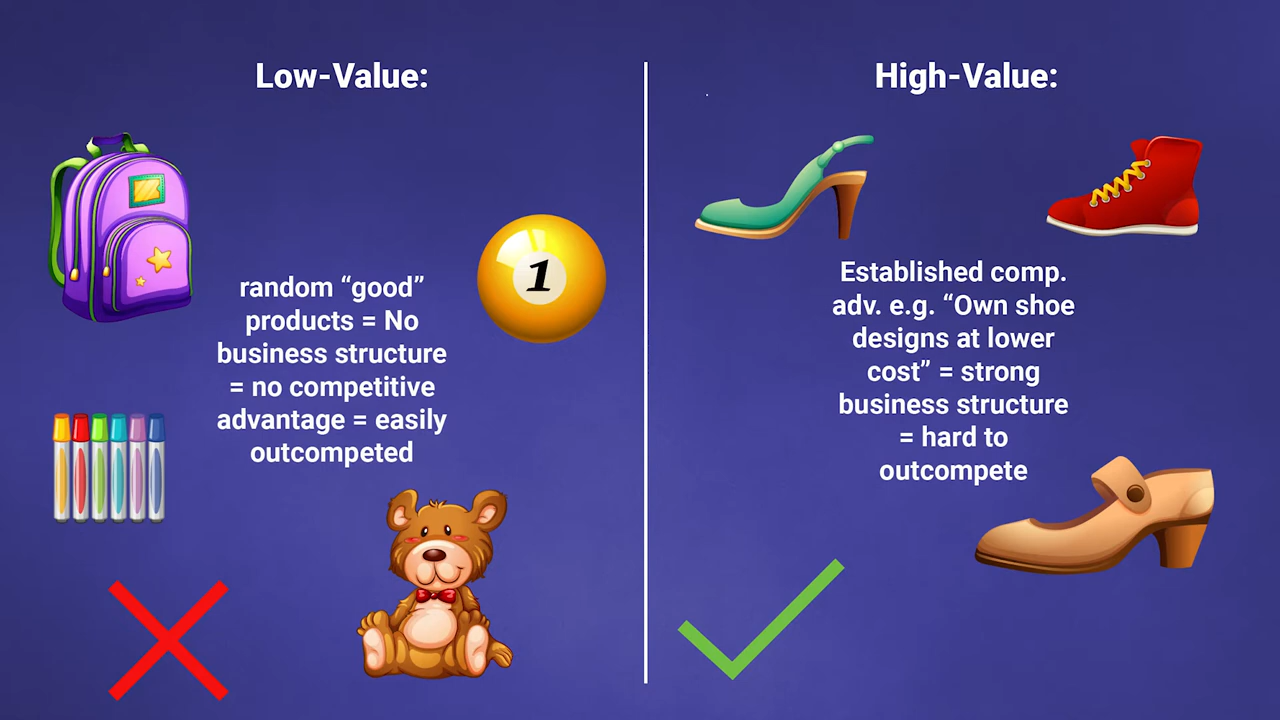 Low-Value:
random “good”
products = No
business structure
= no competitive
advantage = easily
outcompeted
1
High-Value:
Established comp.
adv. e.g. “Own shoe
designs at lower
cost” = strong
business structure
= hard to
outcompete